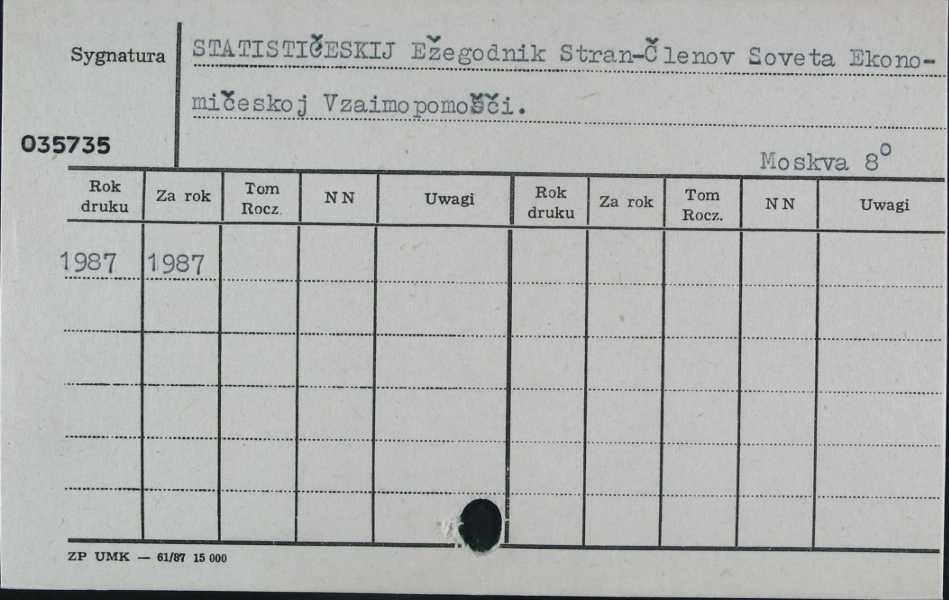 Sygnatura
STATISTIČESKIJ Ežegodnik Stran-Členov Soveta Ekono-
mičeskoj Vzaimopomošči.
035735
Moskva 8°
Rok druku Za rok Tom Rocz. NN Uwagi Rok druku Za rok Tom Rocz. NN Uwagi
1987 1987
ZP UMK — 61/87 15 000